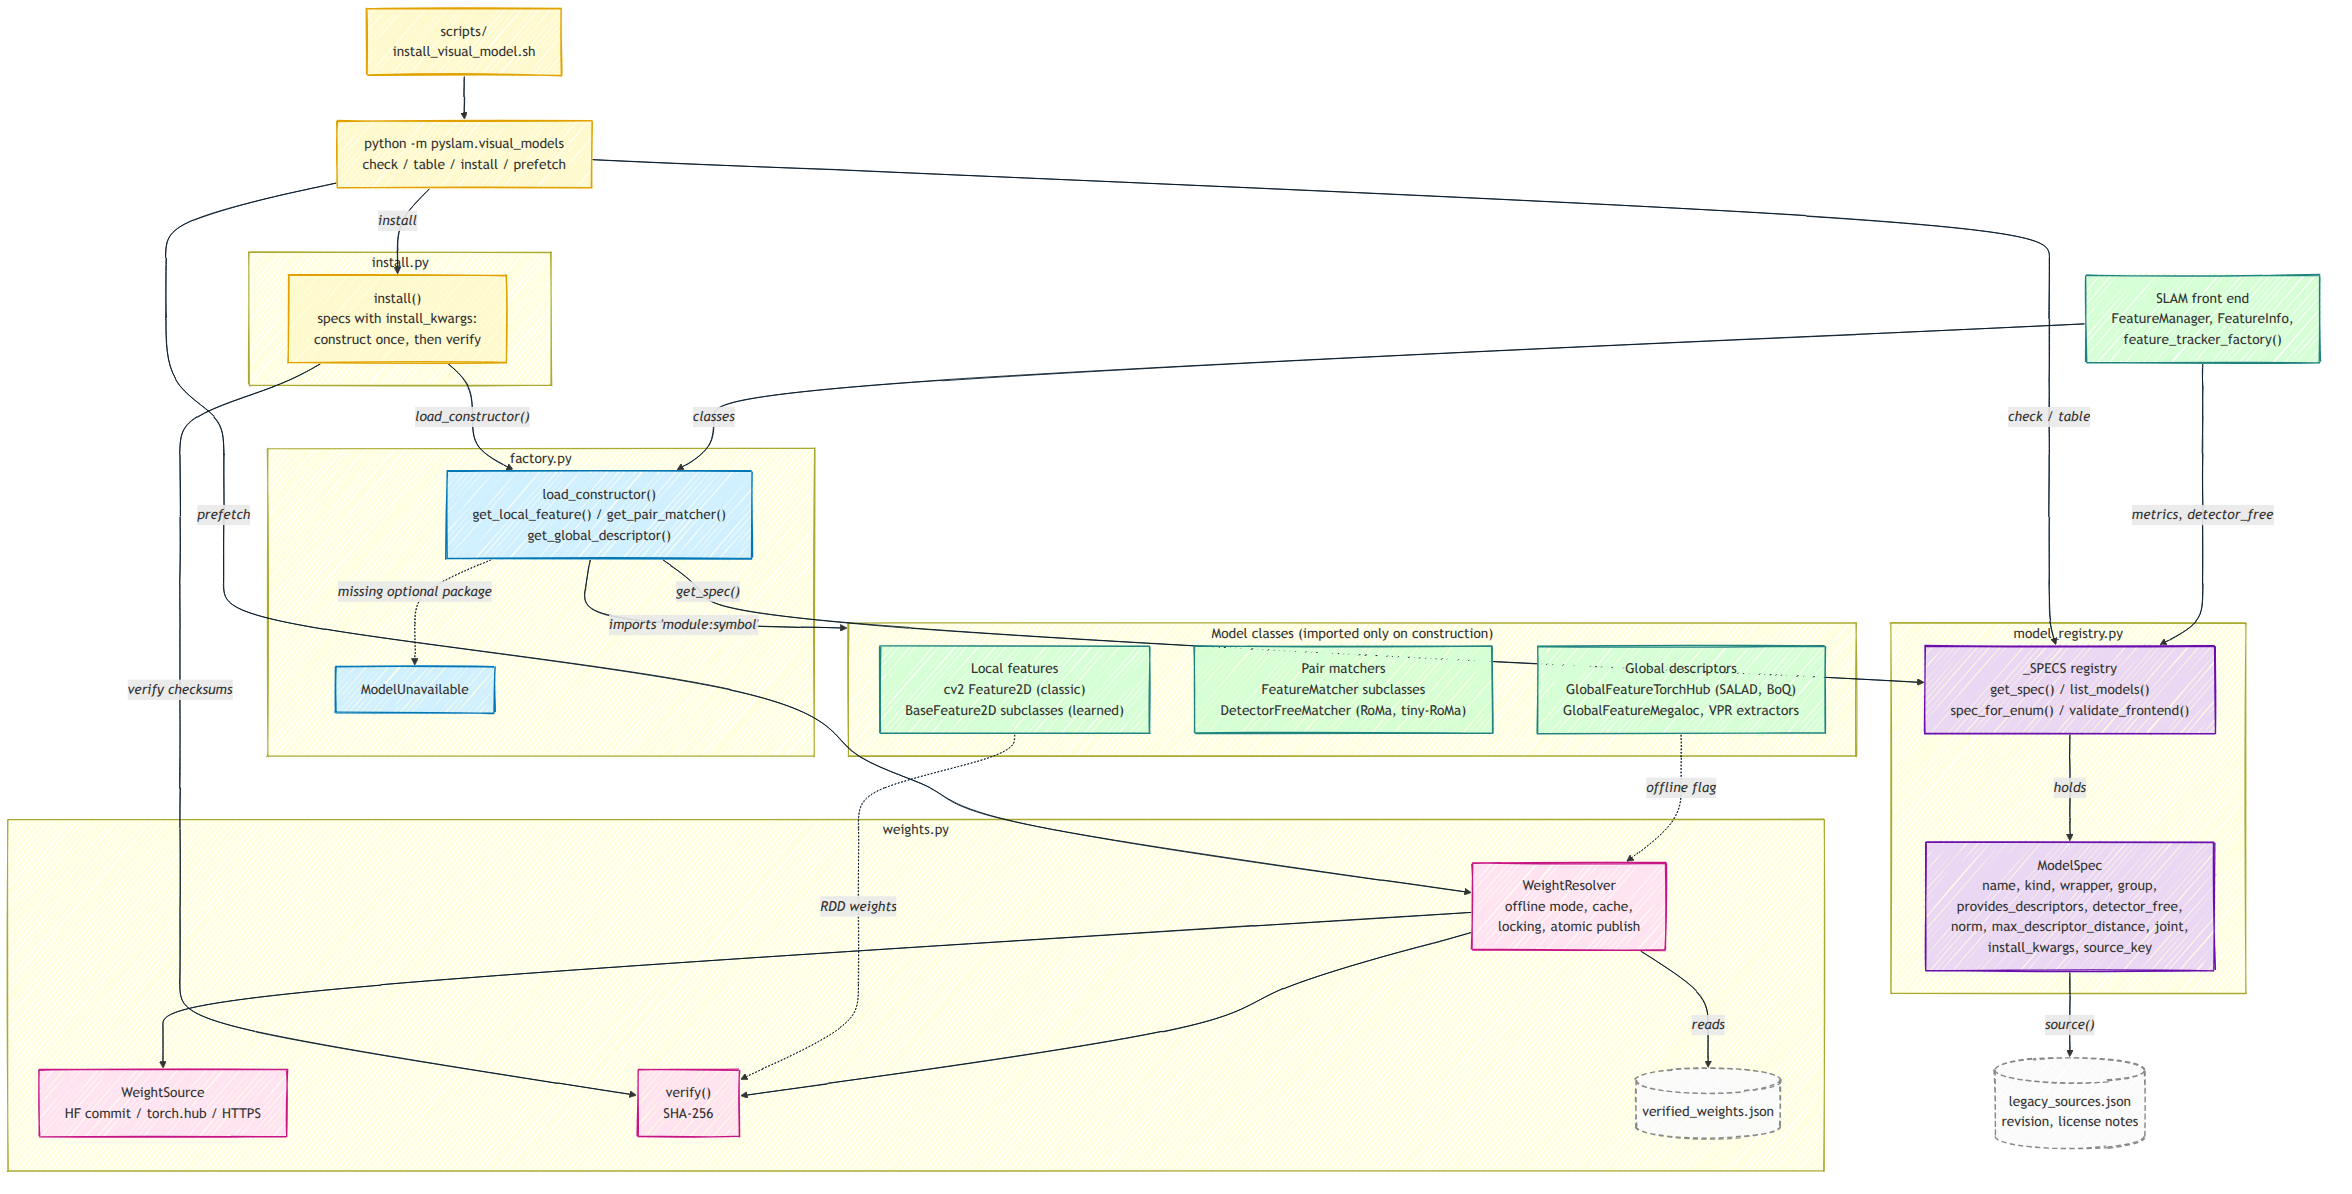 scripts/
install_visual_model.sh
python -m pyslam.visual_models
check / table / install / prefetch
install
install.py
install()
specs with install_kwargs:
construct once, then verify
SLAM front end
FeatureManager, FeatureInfo,
feature_tracker_factory()
load_constructor()
classes
check / table
factory.py
load_constructor()
get_local_feature() / get_pair_matcher()
get_global_descriptor()
prefetch
metrics, detector_free
missing optional package
get_spec()
imports 'module:symbol'
Model classes (imported only on construction)
model_registry.py
ModelUnavailable
verify checksums
Local features
cv2 Feature2D (classic)
BaseFeature2D subclasses (learned)
Pair matchers
FeatureMatcher subclasses
DetectorFreeMatcher (RoMa, tiny-RoMa)
Global descriptors
GlobalFeatureTorchHub (SALAD, BoQ)
GlobalFeatureMegaloc, VPR extractors
_SPECS registry
get_spec() / list_models()
spec_for_enum() / validate_frontend()
offline flag
holds
weights.py
RDD weights
WeightResolver
offline mode, cache,
locking, atomic publish
ModelSpec
name, kind, wrapper, group,
provides_descriptors, detector_free,
norm, max_descriptor_distance, joint,
install_kwargs, source_key
reads
source()
WeightSource
HF commit / torch.hub / HTTPS
verify()
SHA-256
verified_weights.json
legacy_sources.json
revision, license notes